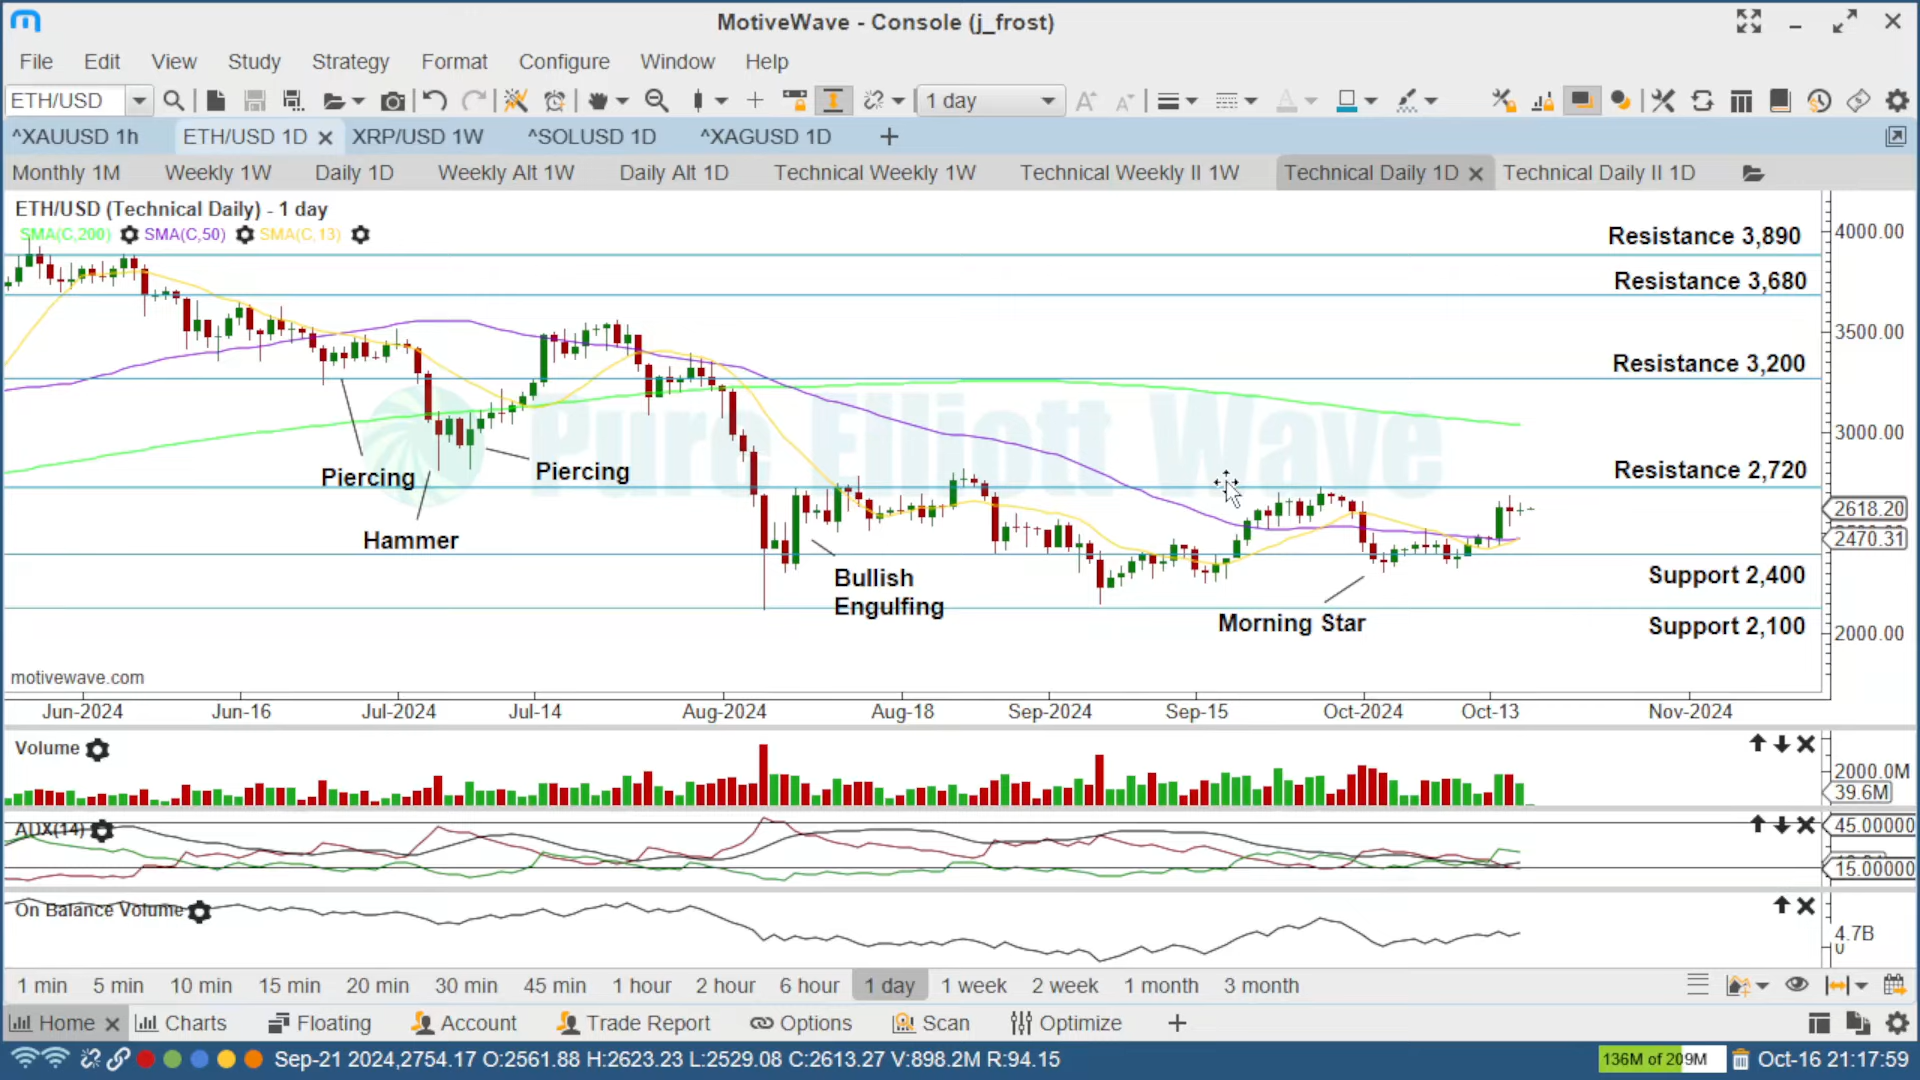 MotiveWave - Console (j_frost)
File Edit View Study Strategy Format Configure Window Help
ETH/USD 1 day
^XAUUSD 1h ETH/USD 1D XRP/USD 1W ^SOLUSD 1D ^XAGUSD 1D
Monthly 1M Weekly 1W Daily 1D Weekly Alt 1W Daily Alt 1D Technical Weekly 1W Technical Weekly II 1W Technical Daily 1D Technical Daily II 1D
ETH/USD (Technical Daily) - 1 day
SMA(C,200) SMA(C,50) SMA(C,13)
Resistance 3,890
4000.00
Resistance 3,680
3500.00
Resistance 3,200
Pure Elliott Wave
3000.00
Resistance 2,720
Piercing
Piercing
2618.20
Hammer
2470.31
Bullish
Engulfing
Support 2,400
Morning Star
Support 2,100
2000.00
motivewave.com
Jun-2024 Jun-16 Jul-2024 Jul-14 Aug-2024 Aug-18 Sep-2024 Sep-15 Oct-2024 Oct-13 Nov-2024
Volume
2000.0M
39.6M
ADX(14)
45.00000
15.00000
On Balance Volume
4.7B
0
1 min 5 min 10 min 15 min 20 min 30 min 45 min 1 hour 2 hour 6 hour 1 day 1 week 2 week 1 month 3 month
Home Charts Floating Account Trade Report Options Scan Optimize
Sep-21 2024,2754.17 O:2561.88 H:2623.23 L:2529.08 C:2613.27 V:898.2M R:94.15
136M of 209M
Oct-16 21:17:59